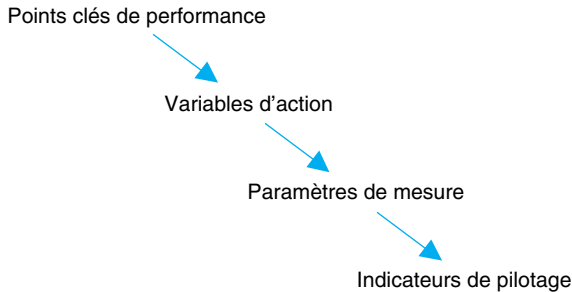 Points clés de performance
Variables d’action
Paramètres de mesure
Indicateurs de pilotage